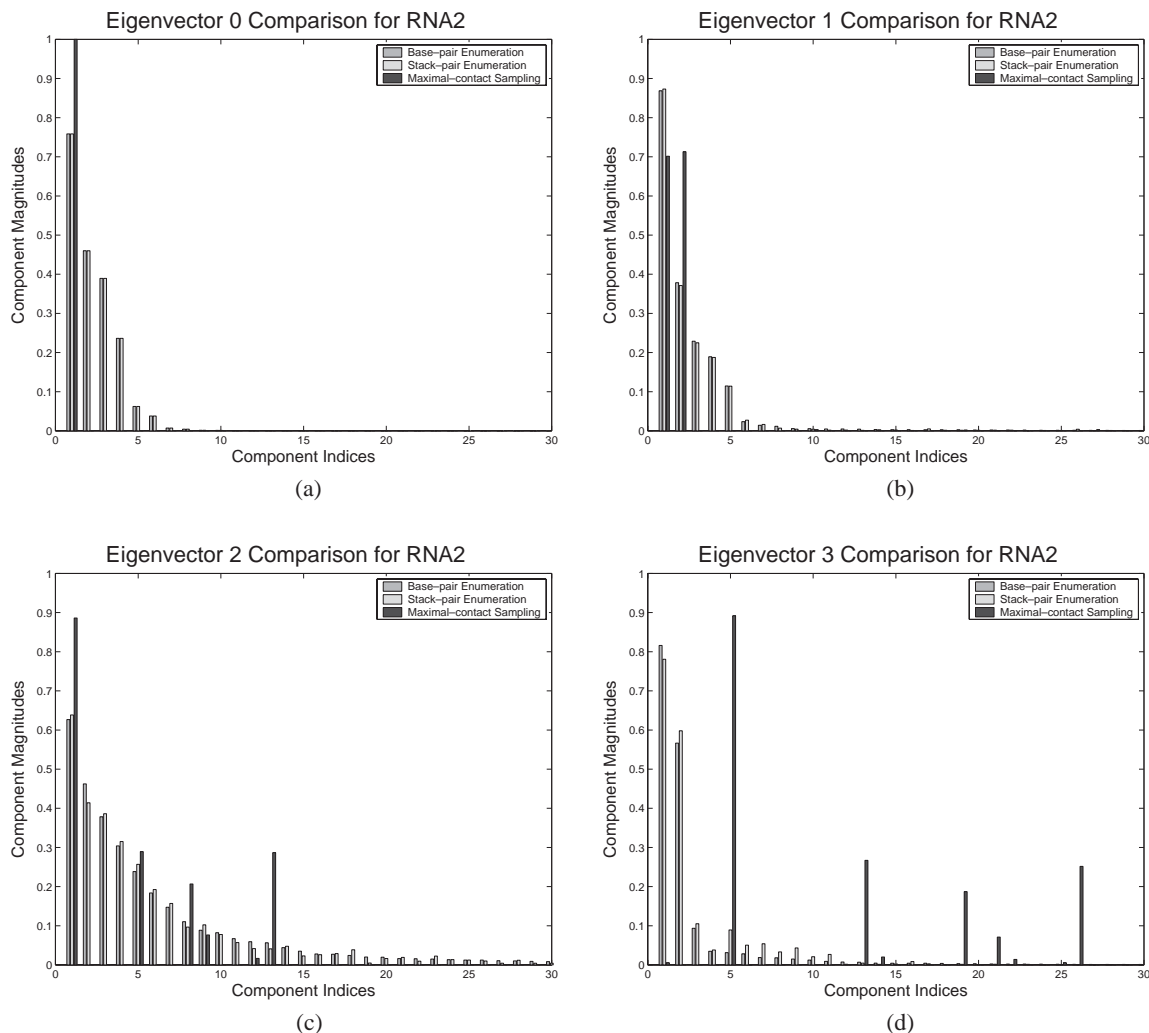 Eigenvector 0 Comparison for RNA2
Base–pair Enumeration
Stack–pair Enumeration
Maximal–contact Sampling
Component Magnitudes
1
0.9
0.8
0.7
0.6
0.5
0.4
0.3
0.2
0.1
0
0 5 10 15 20 25 30
Component Indices
(a)
Eigenvector 1 Comparison for RNA2
Base–pair Enumeration
Stack–pair Enumeration
Maximal–contact Sampling
Component Magnitudes
1
0.9
0.8
0.7
0.6
0.5
0.4
0.3
0.2
0.1
0
0 5 10 15 20 25 30
Component Indices
(b)
Eigenvector 2 Comparison for RNA2
Base–pair Enumeration
Stack–pair Enumeration
Maximal–contact Sampling
Component Magnitudes
1
0.9
0.8
0.7
0.6
0.5
0.4
0.3
0.2
0.1
0
0 5 10 15 20 25 30
Component Indices
(c)
Eigenvector 3 Comparison for RNA2
Base–pair Enumeration
Stack–pair Enumeration
Maximal–contact Sampling
Component Magnitudes
1
0.9
0.8
0.7
0.6
0.5
0.4
0.3
0.2
0.1
0
0 5 10 15 20 25 30
Component Indices
(d)